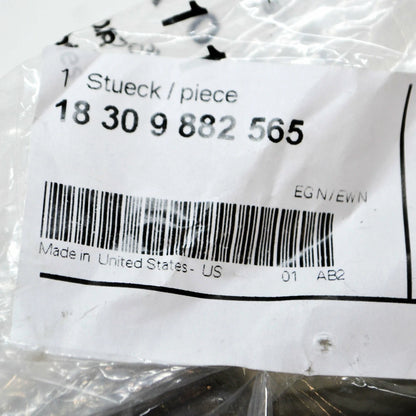 1 Stueck / piece
18 30 9 882 565
EGN/EWN
Made in United States - US
01 AB2